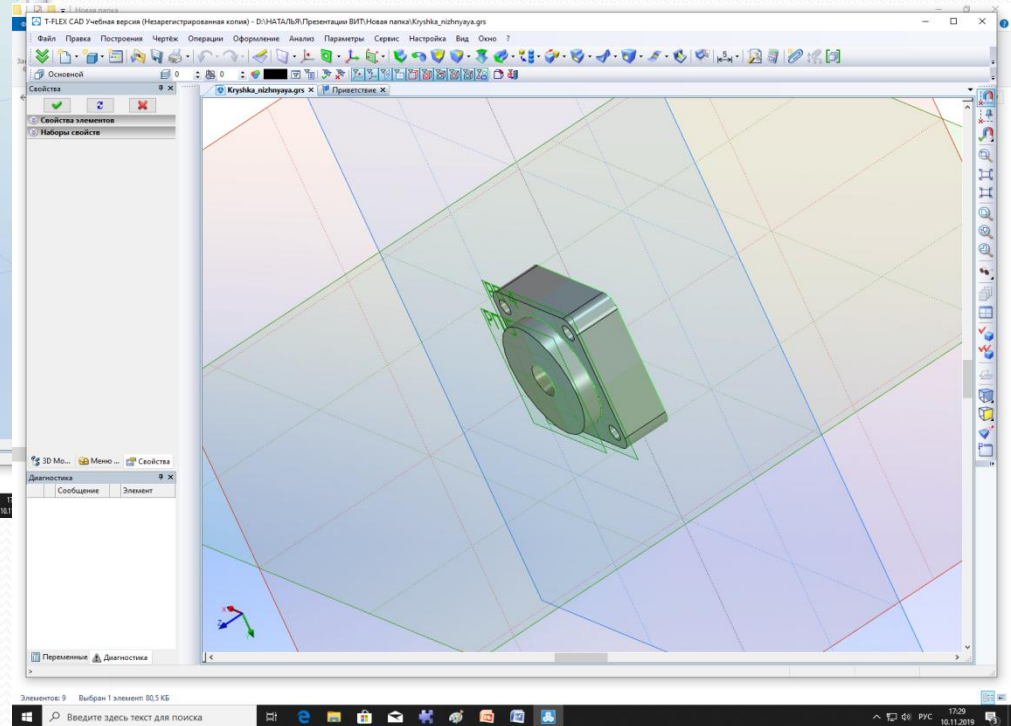 Новая папка
T-FLEX CAD Учебная версия (Незарегистрированная копия) - D:\НАТАЛЬЯ\Презентации ВИТ\Новая папка\Kryshka_nizhnyaya.grs
Файл Правка Построения Чертёж Операции Оформление Анализ Параметры Сервис Настройка Вид Окно ?
Основной 0 0
Свойства
Kryshka_nizhnyaya.grs Приветствие
Свойства элементов
Наборы свойств
3D Мо... Меню ... Свойства
Диагностика
Сообщение Элемент
X
Z
Переменные Диагностика
Элементов: 9 Выбран 1 элемент: 80,5 КБ
Введите здесь текст для поиска
РУС
17:29
10.11.2019